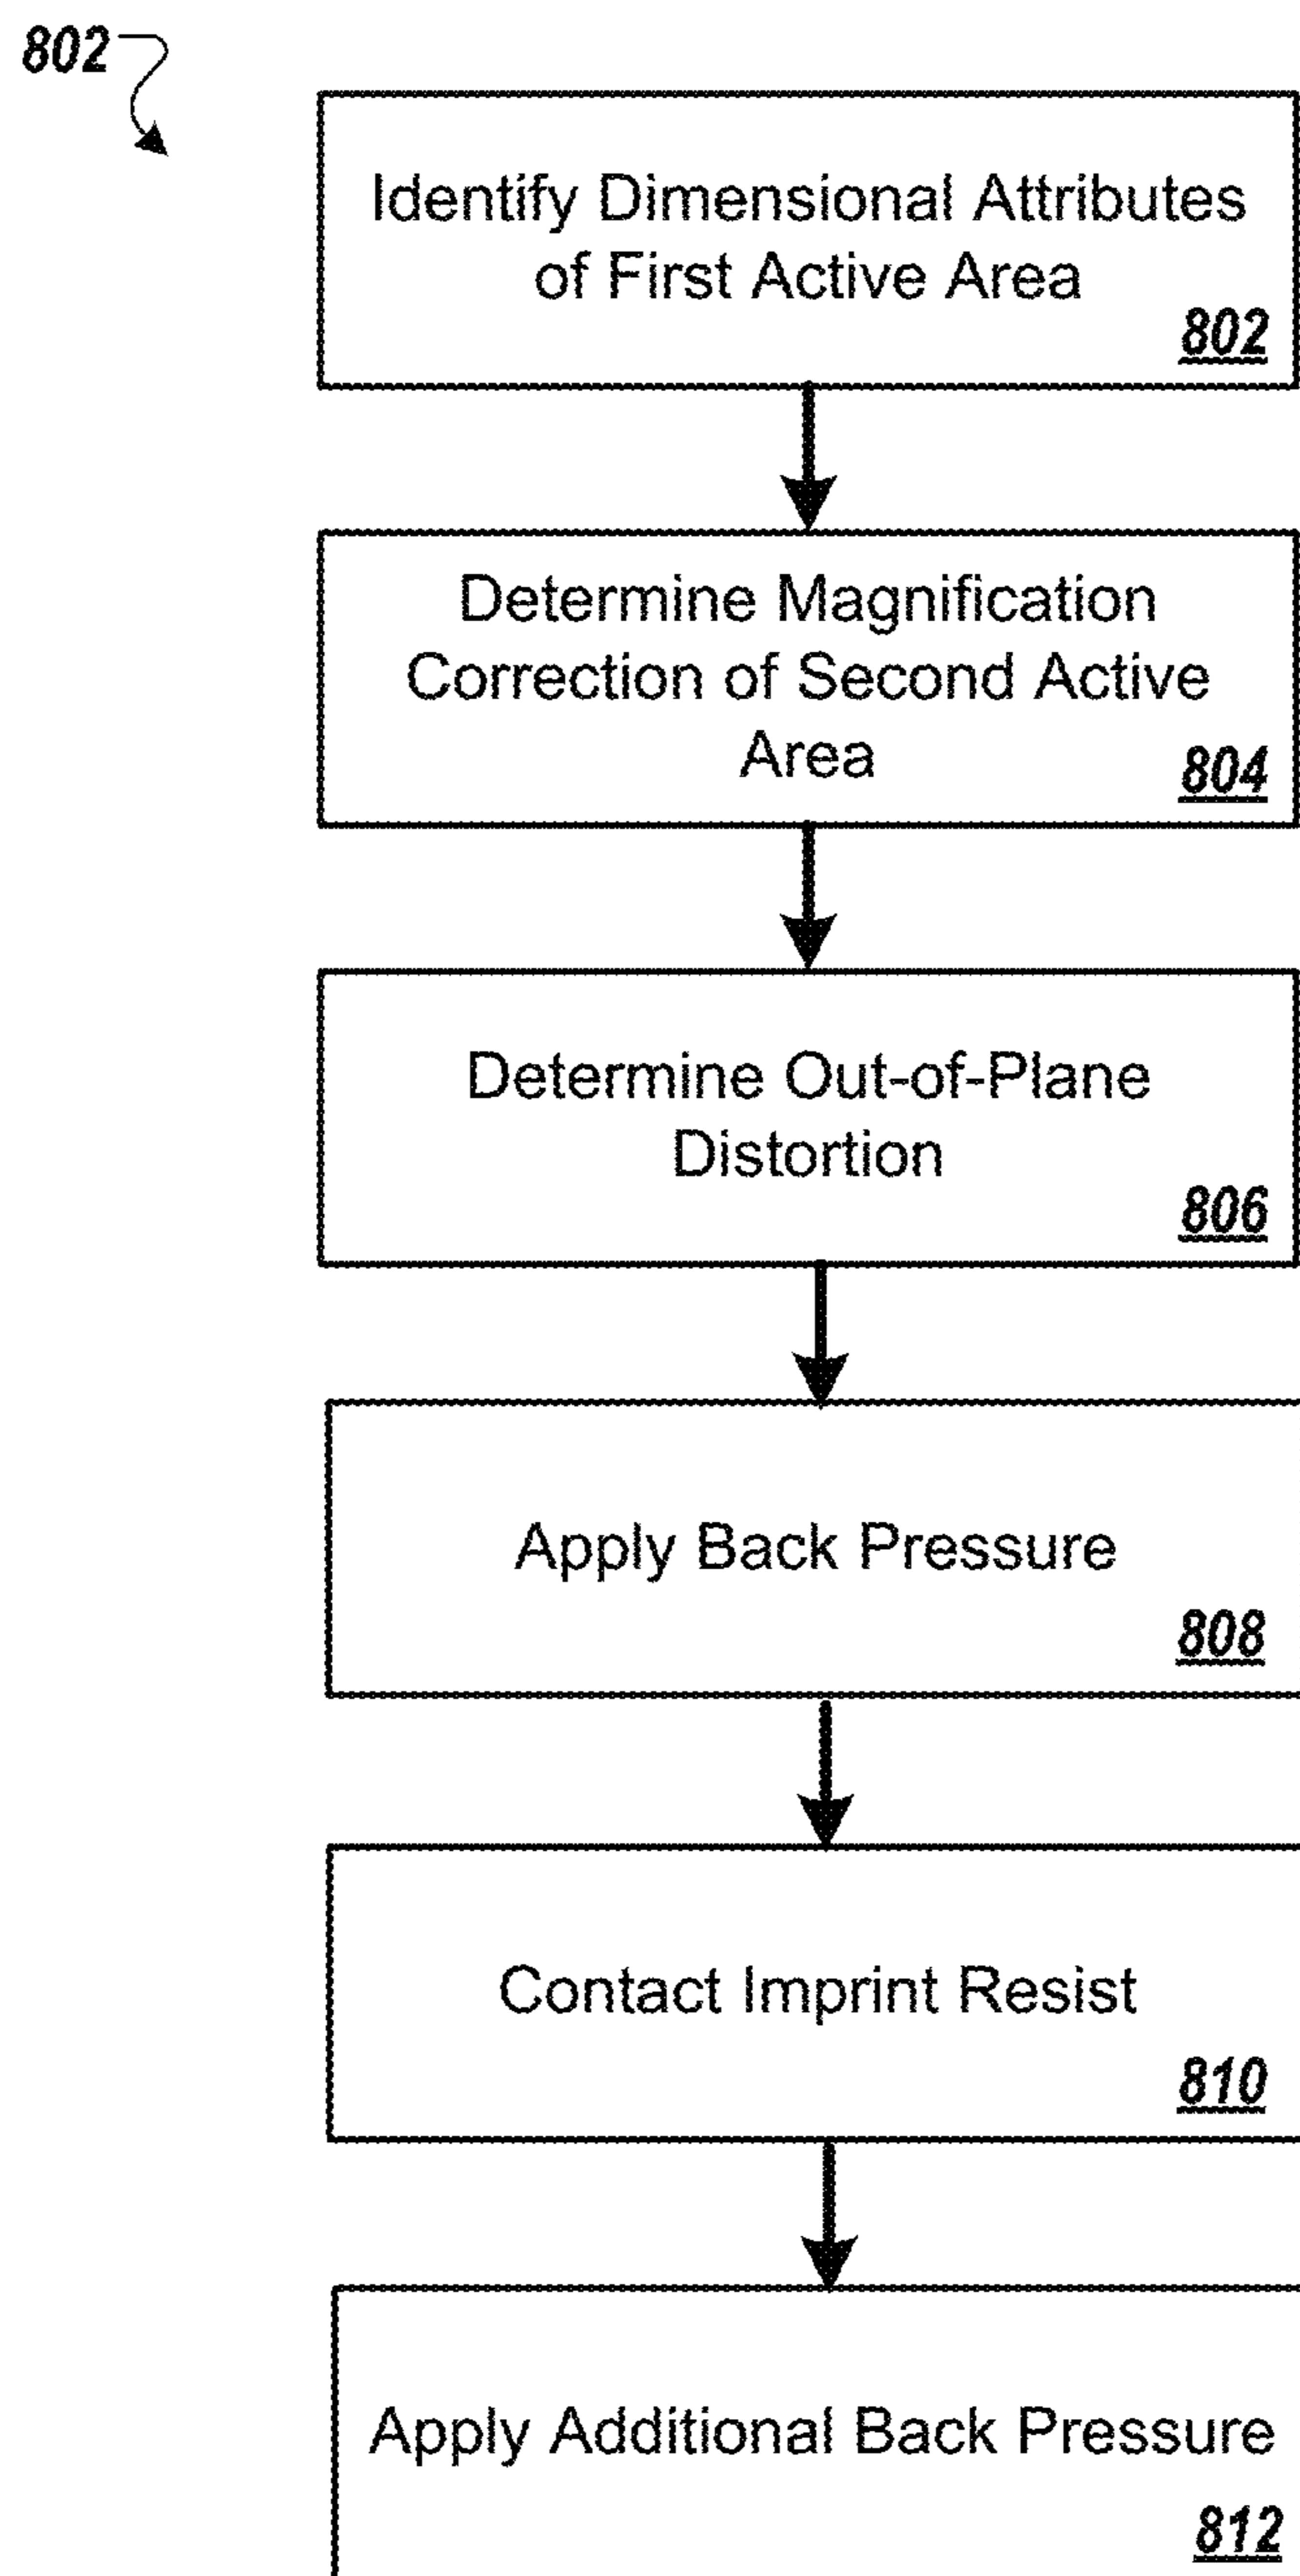 802
Identify Dimensional Attributes
of First Active Area
802
Determine Magnification
Correction of Second Active
Area
804
Determine Out-of-Plane
Distortion
806
Apply Back Pressure
808
Contact Imprint Resist
810
Apply Additional Back Pressure
812